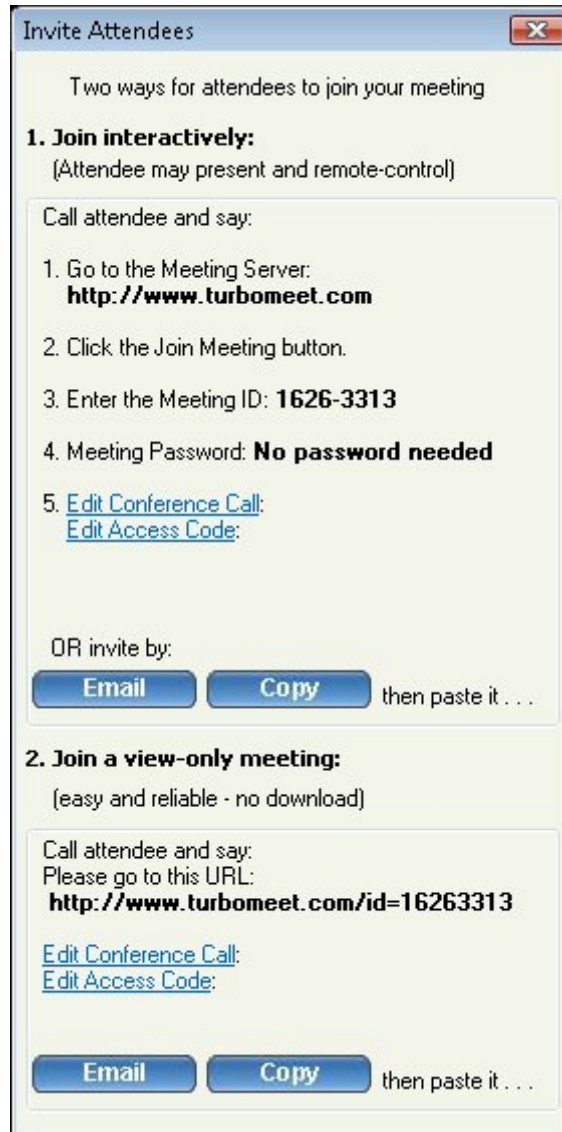 Invite Attendees
Two ways for attendees to join your meeting
1. Join interactively:
(Attendee may present and remote-control)
Call attendee and say:
1. Go to the Meeting Server:
http://www.turbomeet.com
2. Click the Join Meeting button.
3. Enter the Meeting ID: 1626-3313
4. Meeting Password: No password needed
5. Edit Conference Call:
Edit Access Code:
OR invite by:
Email Copy then paste it . . .
2. Join a view-only meeting:
(easy and reliable - no download)
Call attendee and say:
Please go to this URL:
http://www.turbomeet.com/id=16263313
Edit Conference Call:
Edit Access Code:
Email Copy then paste it . . .